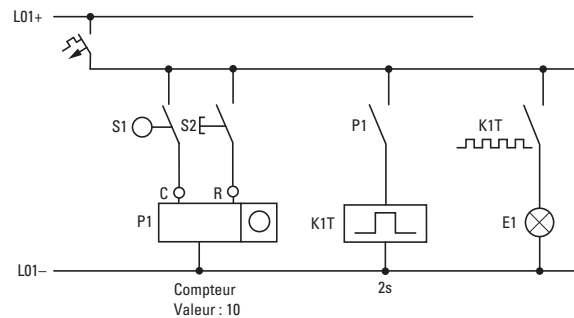 L01+
S1
S2
P1
K1T
C
R
P1
K1T
E1
L01–
Compteur
Valeur : 10
2s